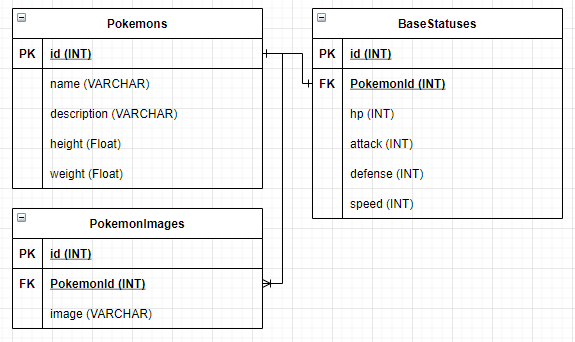 Pokemons
PK id (INT)
name (VARCHAR)
description (VARCHAR)
height (Float)
weight (Float)
BaseStatuses
PK id (INT)
FK PokemonId (INT)
hp (INT)
attack (INT)
defense (INT)
speed (INT)
PokemonImages
PK id (INT)
FK PokemonId (INT)
image (VARCHAR)